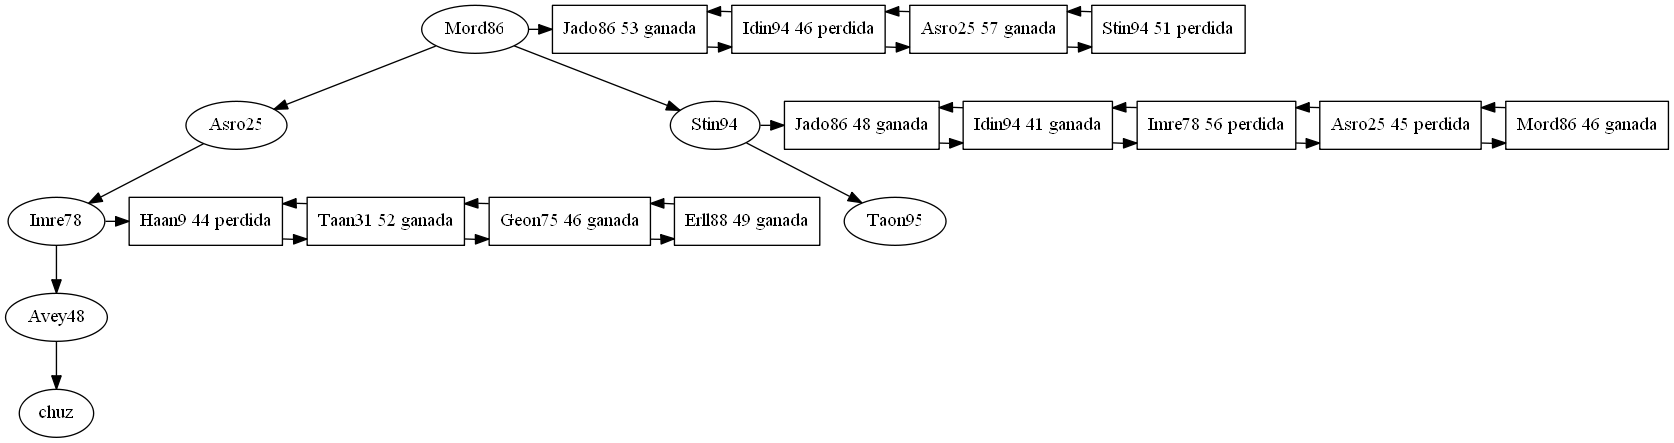 Mord86
Jado86 53 ganada
Idin94 46 perdida
Asro25 57 ganada
Stin94 51 perdida
Asro25
Stin94
Jado86 48 ganada
Idin94 41 ganada
Imre78 56 perdida
Asro25 45 perdida
Mord86 46 ganada
Imre78
Haan9 44 perdida
Taan31 52 ganada
Geon75 46 ganada
Erll88 49 ganada
Taon95
Avey48
chuz